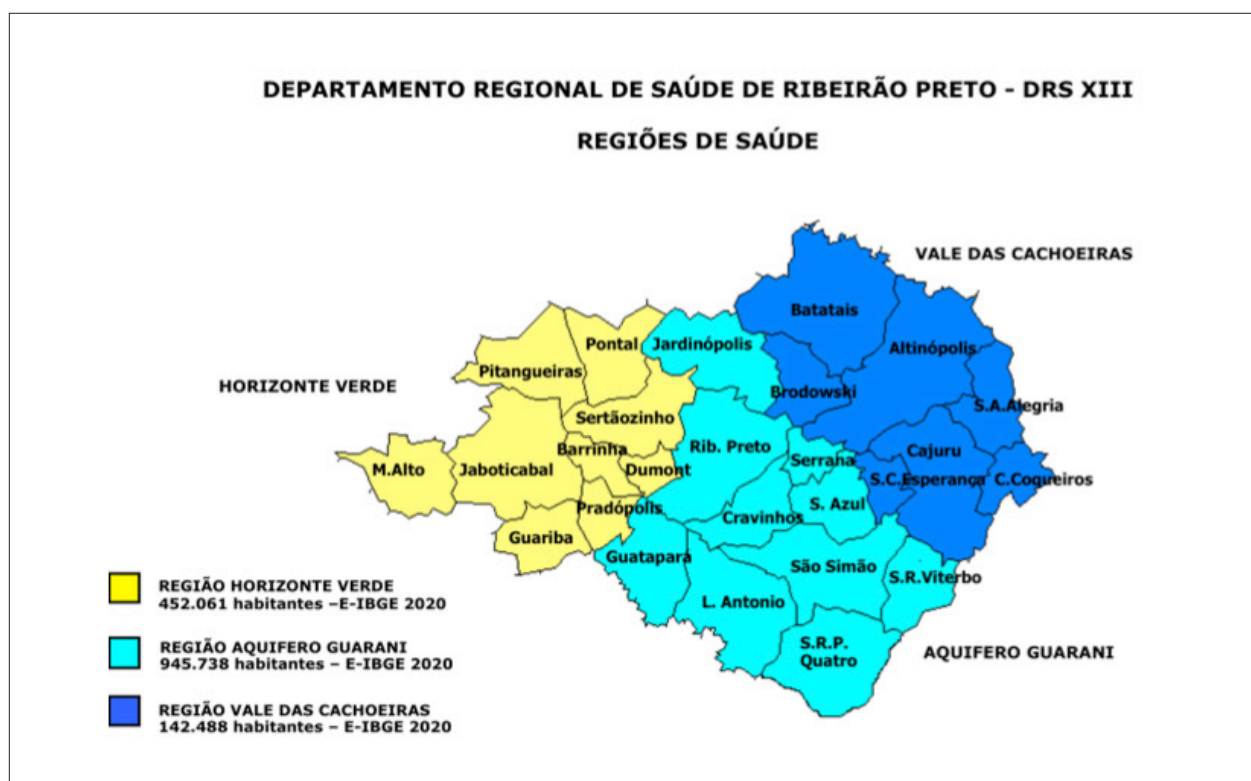 DEPARTAMENTO REGIONAL DE SAÚDE DE RIBEIRÃO PRETO - DRS XIII
REGIÕES DE SAÚDE
VALE DAS CACHOEIRAS
Batatais
Pontal
Jardinópolis
Altinópolis
Pitangueiras
HORIZONTE VERDE
Brodowski
S.A.Alegria
Sertãozinho
Rib. Preto
Barrinha
Serrana
Cajuru
M.Alto
Jaboticabal
Dumont
S.C.Esperança
C.Coqueiros
Pradópolis
Cravinhos
S. Azul
Guariba
Guatapará
São Simão
S.R.Viterbo
L. Antonio
S.R.P.
Quatro
AQUIFERO GUARANI
REGIÃO HORIZONTE VERDE
452.061 habitantes –E-IBGE 2020
REGIÃO AQUIFERO GUARANI
945.738 habitantes – E-IBGE 2020
REGIÃO VALE DAS CACHOEIRAS
142.488 habitantes – E-IBGE 2020